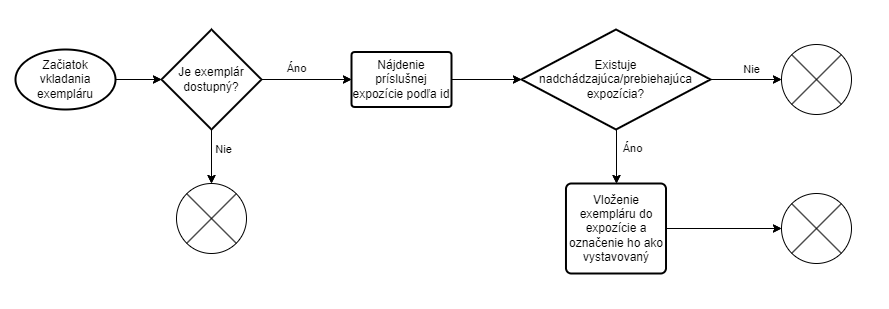 Začiatok
vkladania
exempláru
Je exemplár
dostupný?
Áno
Nie
Nájdenie
príslušnej
expozície podľa id
Existuje
nadchádzajúca/prebiehajúca
expozícia?
Nie
Áno
Vloženie
exempláru do
expozície a
označenie ho ako
vystavovaný